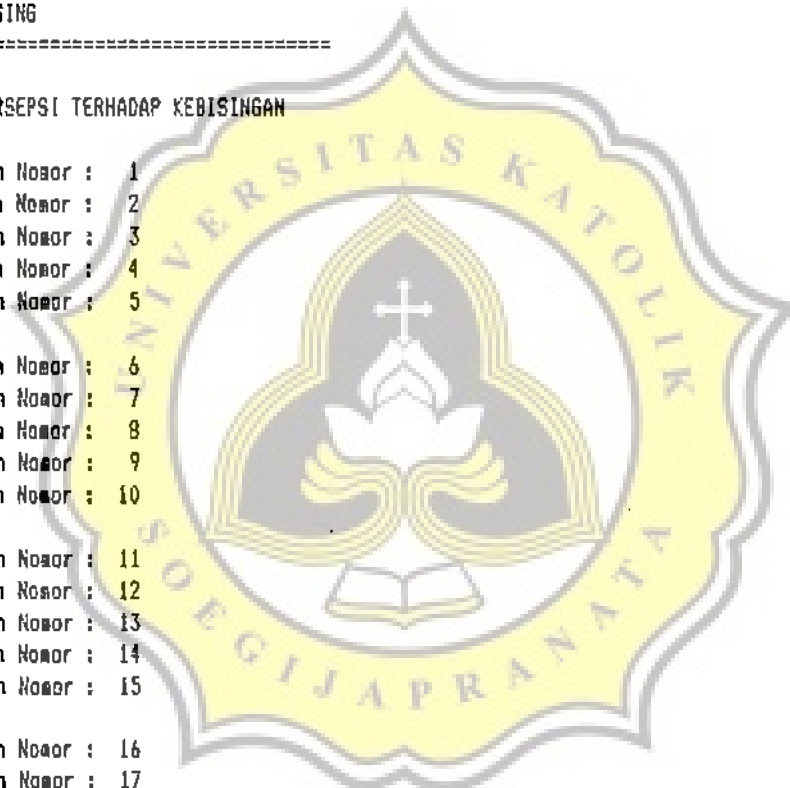 SING
==============================
RSEPSI TERHADAP KEBISINGAN
n Nomor : 1
n Nomor : 2
n Nomor : 3
n Nomor : 4
n Nomor : 5
n Nomor : 6
n Nomor : 7
n Nomor : 8
n Nomor : 9
n Nomor : 10
n Nomor : 11
n Nomor : 12
n Nomor : 13
n Nomor : 14
n Nomor : 15
n Nomor : 16
n Nomor : 17
UNIVERSITAS KATOLIK
SOEGIJAPRANATA